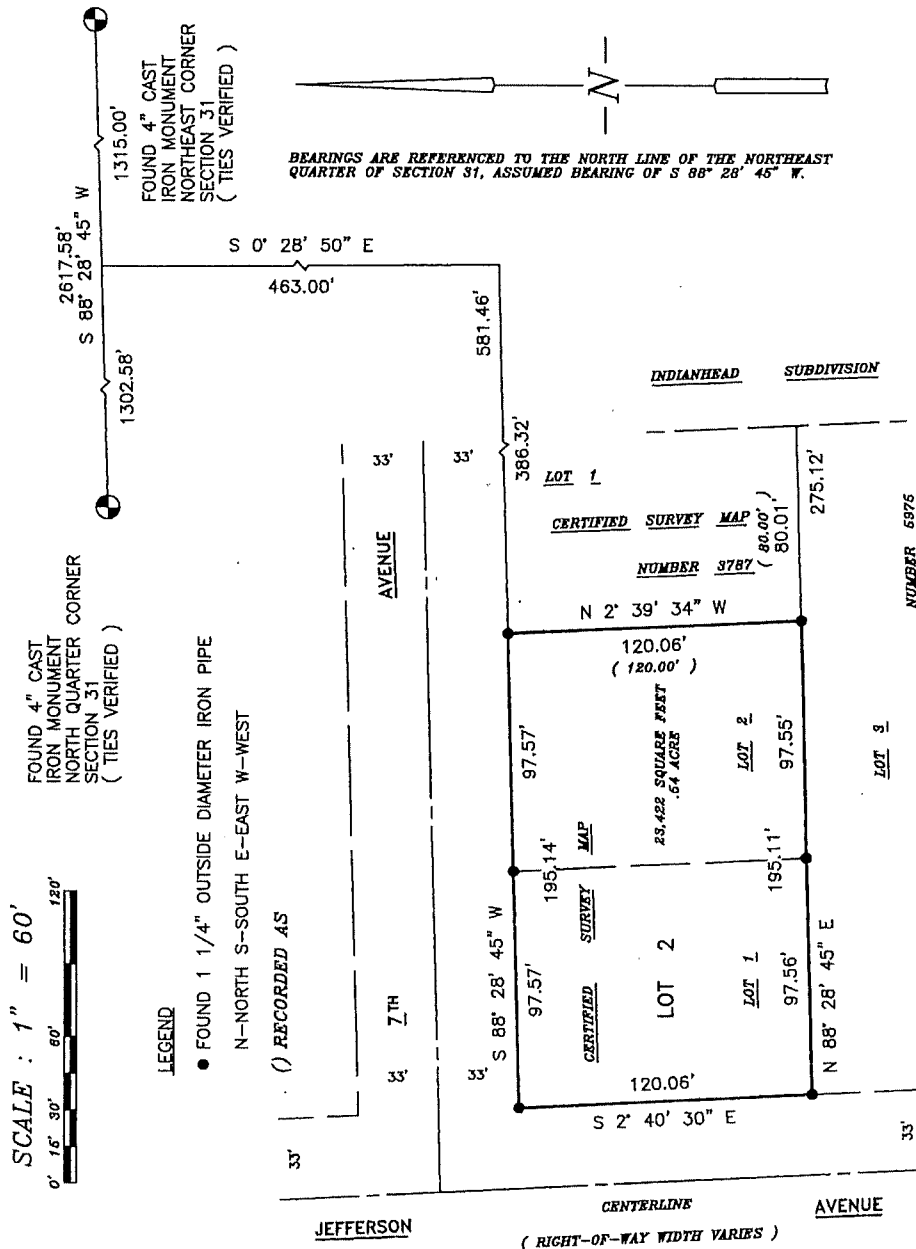 1315.00'
FOUND 4" CAST
IRON MONUMENT
NORTHEAST CORNER
SECTION 31
( TIES VERIFIED )
N
BEARINGS ARE REFERENCED TO THE NORTH LINE OF THE NORTHEAST
QUARTER OF SECTION 31, ASSUMED BEARING OF S 88° 28' 45" W.
2617.58'
S 88° 28' 45" W
1302.58'
S 0° 28' 50" E
463.00'
FOUND 4" CAST
IRON MONUMENT
NORTH QUARTER CORNER
SECTION 31
( TIES VERIFIED )
581.46'
386.32'
INDIANHEAD SUBDIVISION
LOT 1
CERTIFIED SURVEY MAP
NUMBER 3787
( 80.00' )
80.01'
275.12'
NUMBER 5975
33'
33'
AVENUE
7TH
33'
33'
33'
N 2° 39' 34" W
120.06'
( 120.00' )
97.57'
23,422 SQUARE FEET
.54 ACRE
LOT 2
97.55'
LOT 3
195.14'
195.11'
CERTIFIED SURVEY MAP
S 88° 28' 45" W
97.57'
LOT 2
LOT 1
97.56'
N 88° 28' 45" E
120.06'
S 2° 40' 30" E
33'
JEFFERSON
CENTERLINE
AVENUE
( RIGHT-OF-WAY WIDTH VARIES )
SCALE : 1" = 60'
0' 15' 30' 60' 120'
LEGEND
● FOUND 1 1/4" OUTSIDE DIAMETER IRON PIPE
N-NORTH S-SOUTH E-EAST W-WEST
() RECORDED AS